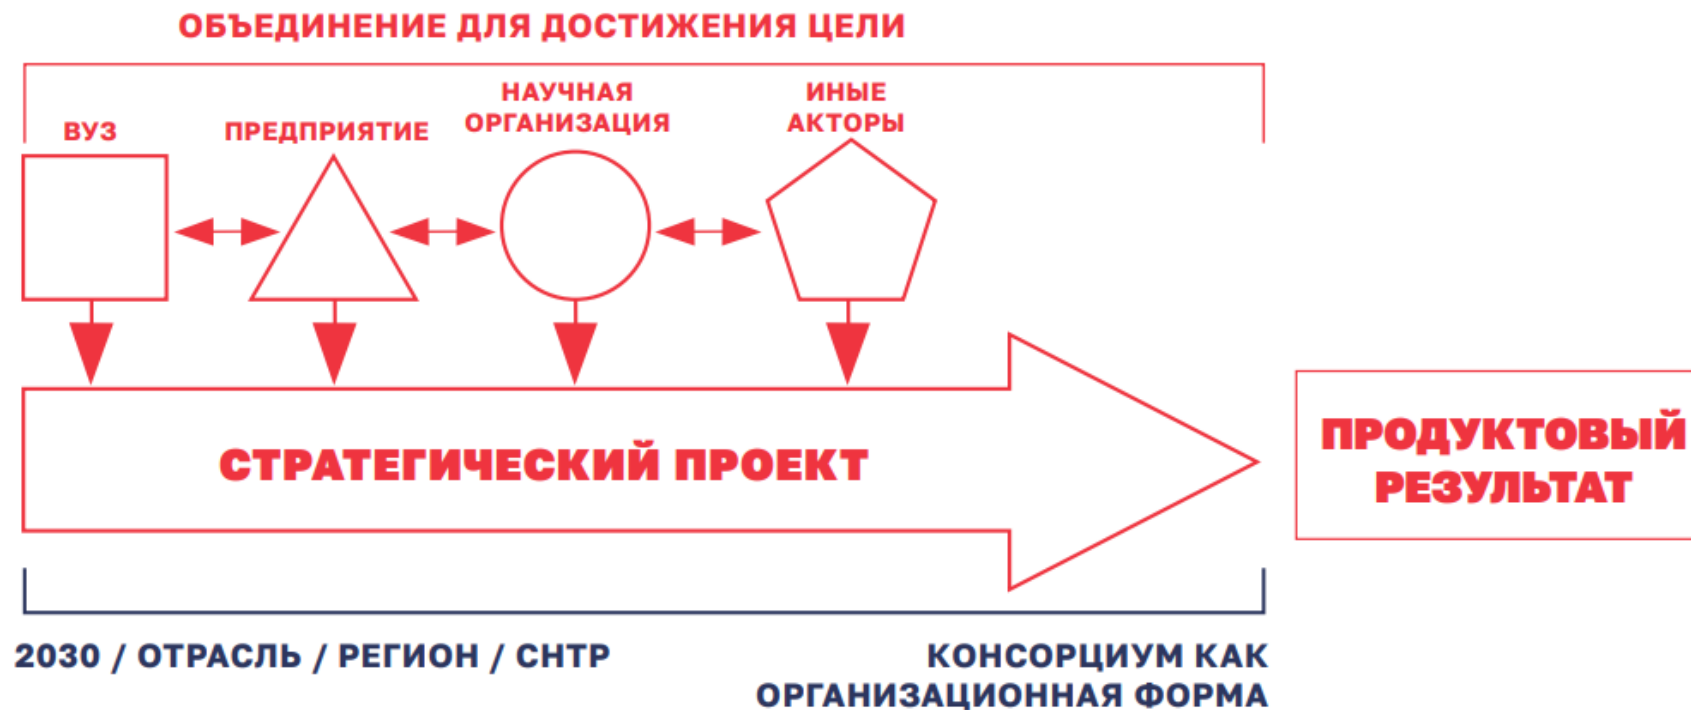 ОБЪЕДИНЕНИЕ ДЛЯ ДОСТИЖЕНИЯ ЦЕЛИ
ВУЗ
ПРЕДПРИЯТИЕ
НАУЧНАЯ
ОРГАНИЗАЦИЯ
ИНЫЕ
АКТОРЫ
СТРАТЕГИЧЕСКИЙ ПРОЕКТ
ПРОДУКТОВЫЙ
РЕЗУЛЬТАТ
2030 / ОТРАСЛЬ / РЕГИОН / СНТР
КОНСОРЦИУМ КАК
ОРГАНИЗАЦИОННАЯ ФОРМА